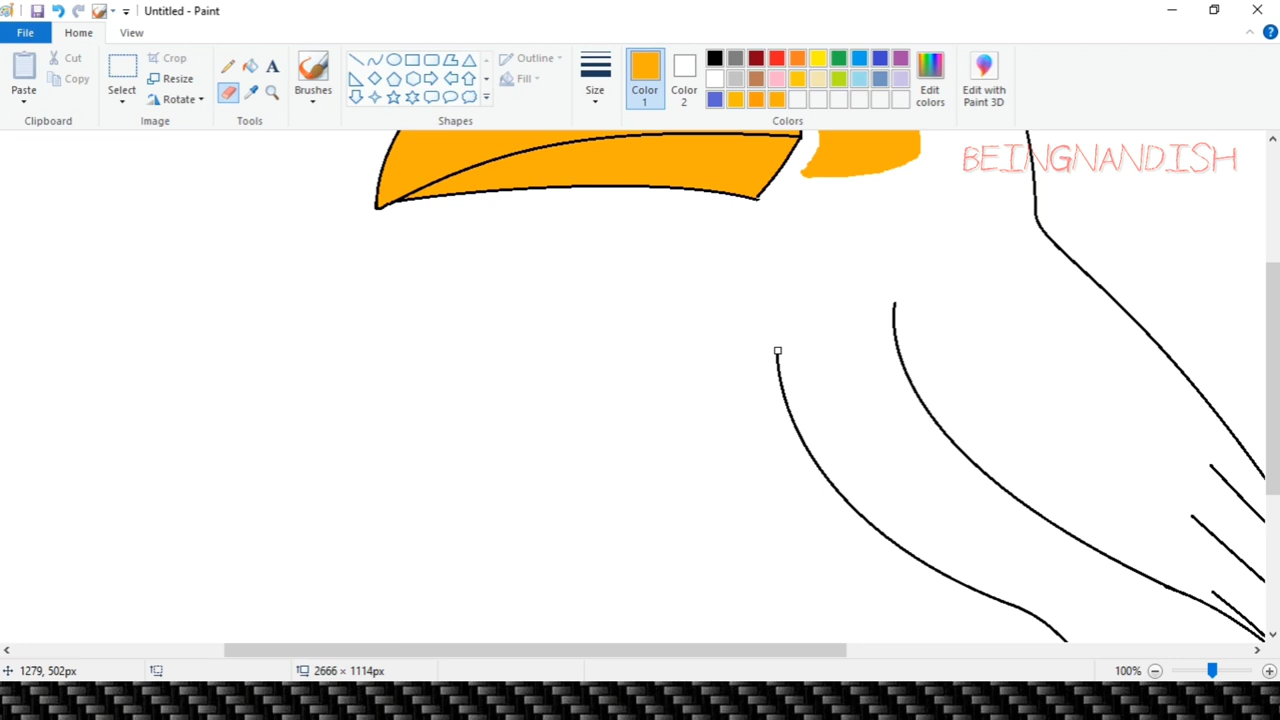 Untitled - Paint
File Home View
Paste
Cut
Copy
Clipboard
Select
Crop
Resize
Rotate
Image
A
Tools
Brushes
Outline
Fill
Shapes
Size
Color 1
Color 2
Edit colors
Colors
Edit with Paint 3D
BEINGNANDISH
1279, 502px
2666 × 1114px
100%